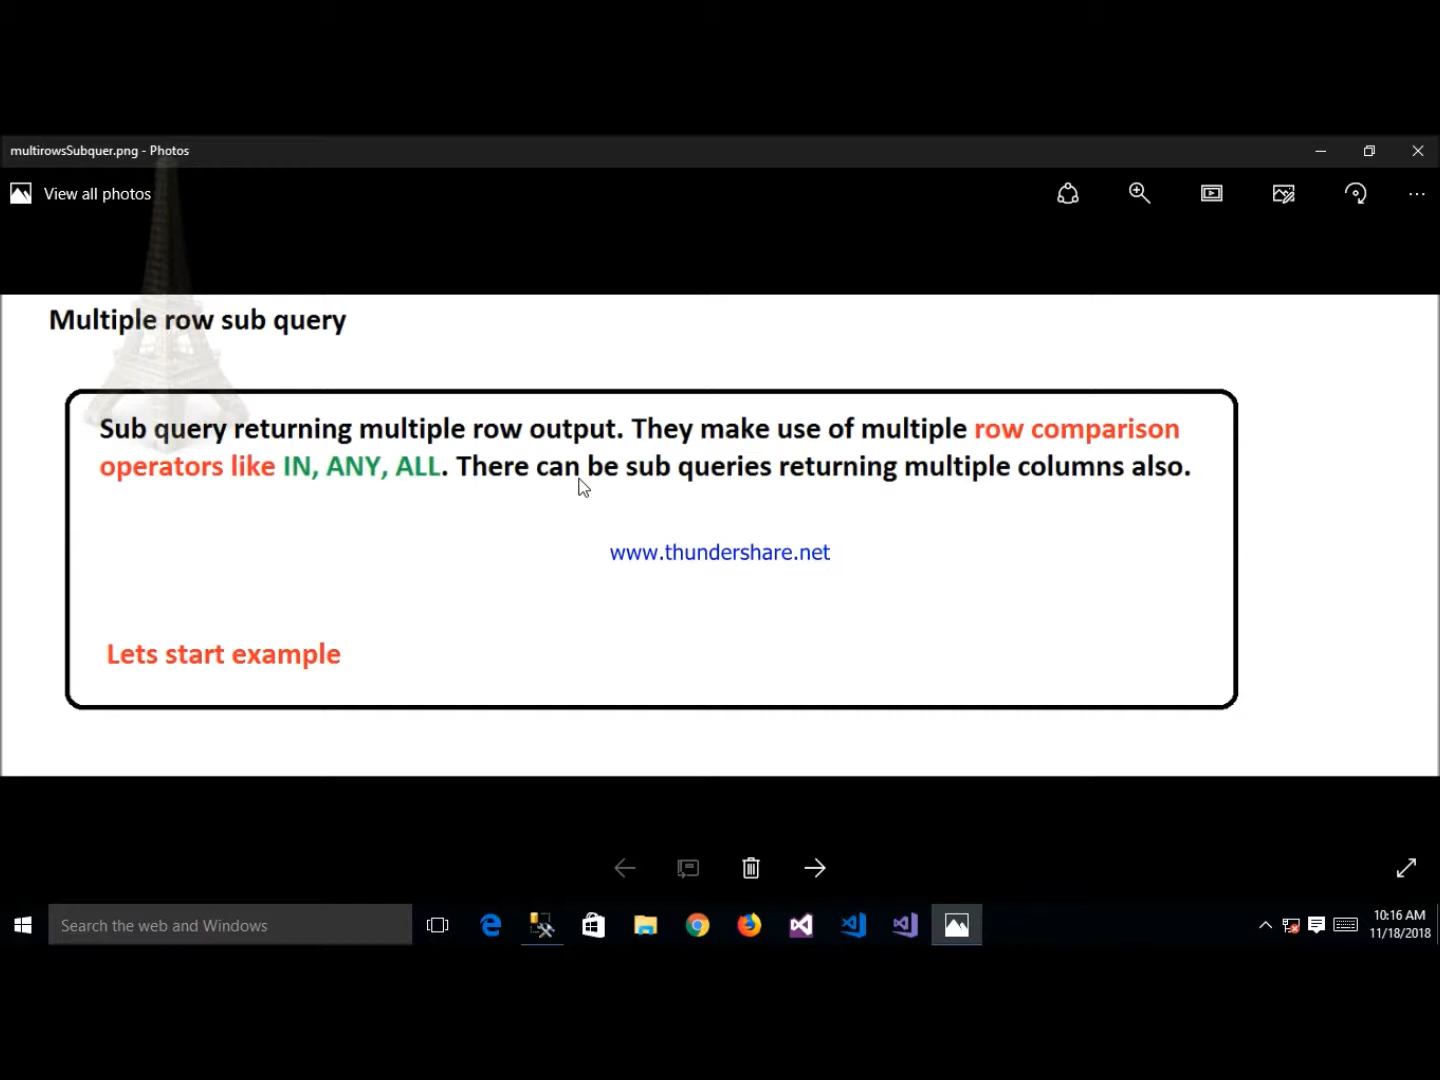 multirowsSubquer.png - Photos
View all photos
Multiple row sub query
Sub query returning multiple row output. They make use of multiple row comparison
operators like IN, ANY, ALL. There can be sub queries returning multiple columns also.
www.thundershare.net
Lets start example
Search the web and Windows
10:16 AM
11/18/2018